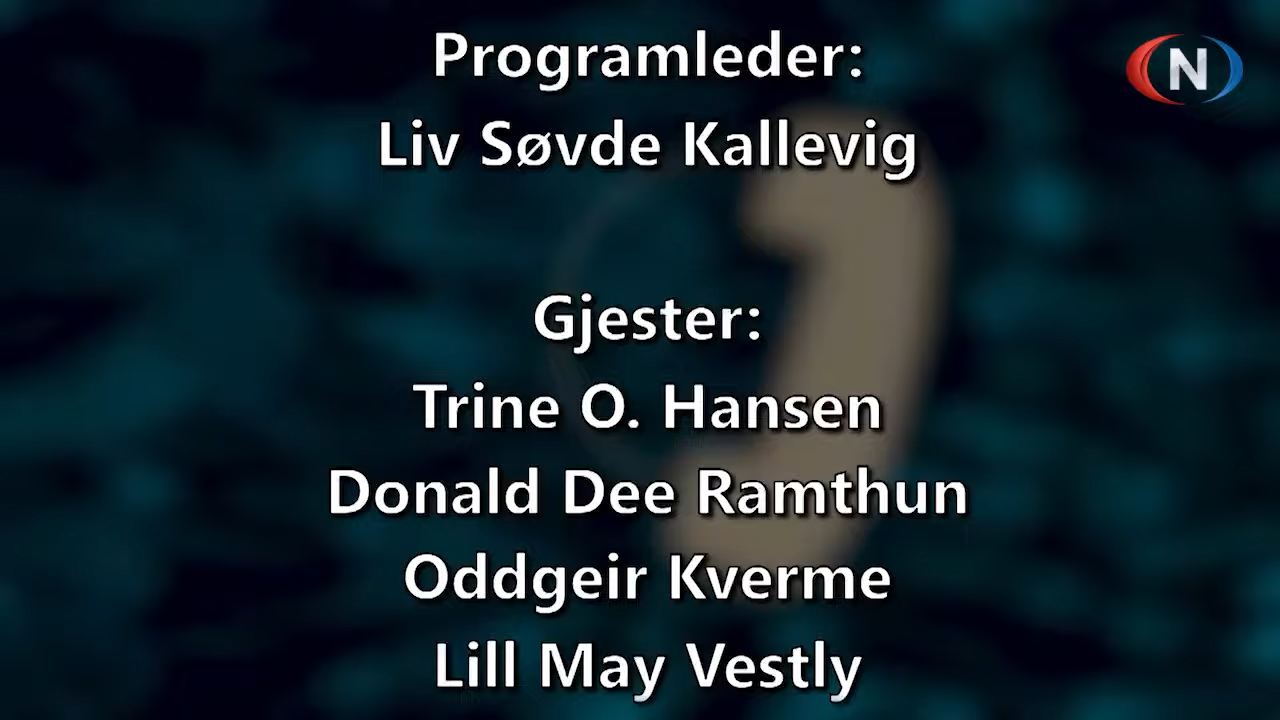 Programleder:
N
Liv Søvde Kallevig
Gjester:
Trine O. Hansen
Donald Dee Ramthun
Oddgeir Kverme
Lill May Vestly